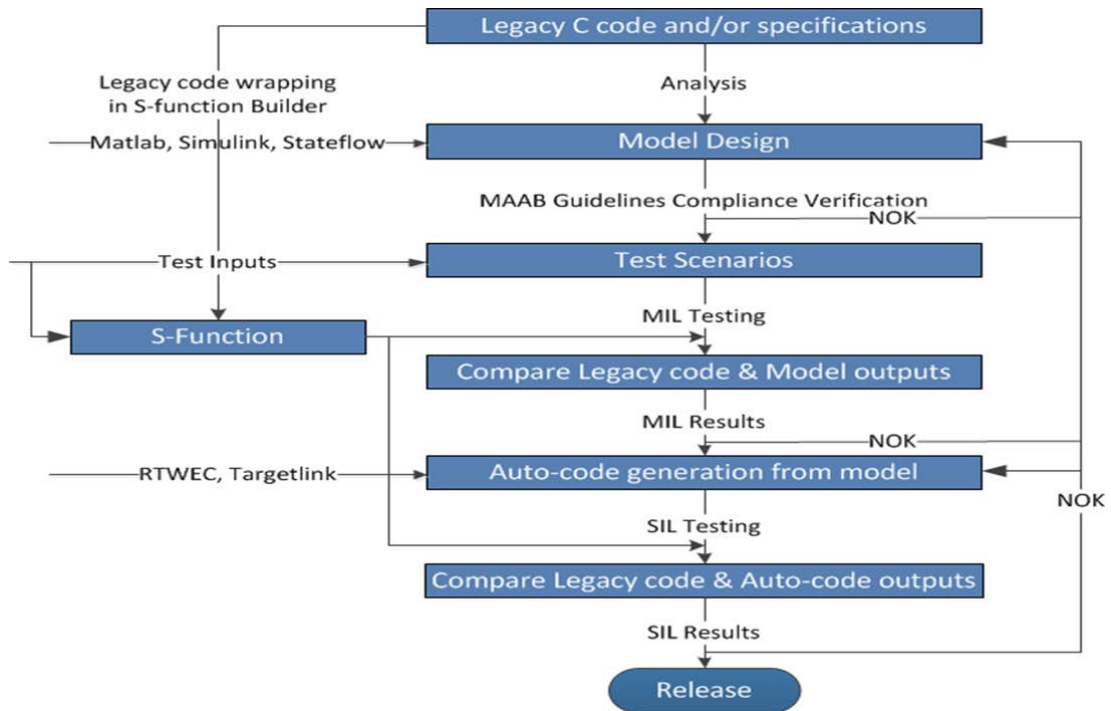 Legacy C code and/or specifications
Legacy code wrapping
in S-function Builder
Analysis
Matlab, Simulink, Stateflow
Model Design
MAAB Guidelines Compliance Verification
NOK
Test Inputs
Test Scenarios
MIL Testing
S-Function
Compare Legacy code & Model outputs
MIL Results
NOK
RTWEC, Targetlink
Auto-code generation from model
NOK
SIL Testing
Compare Legacy code & Auto-code outputs
SIL Results
Release